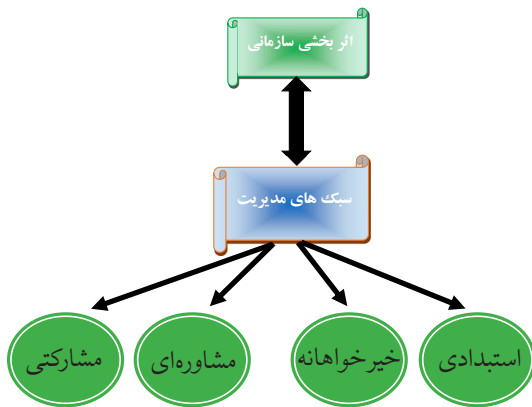 اثر بخشی سازمانی
سبک های مدیریت
استبدادی
خیرخواهانه
مشاوره‌ای
مشارکتی